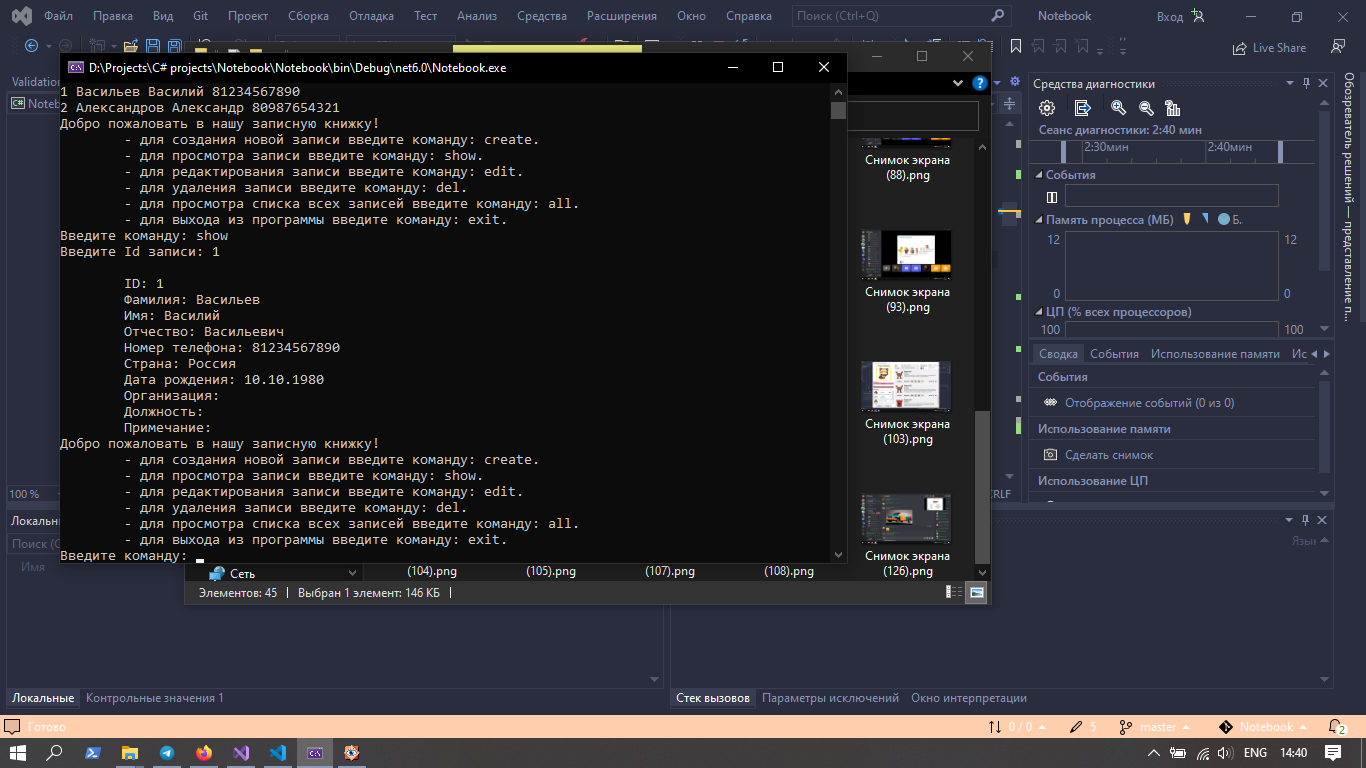 Файл Правка Вид Git Проект Сборка Отладка Тест Анализ Средства Расширения Окно Справка Поиск (Ctrl+Q) Notebook Вход
Live Share
D:\Projects\C# projects\Notebook\Notebook\bin\Debug\net6.0\Notebook.exe
1 Васильев Василий 81234567890
2 Александров Александр 80987654321
Добро пожаловать в нашу записную книжку!
- для создания новой записи введите команду: create.
- для просмотра записи введите команду: show.
- для редактирования записи введите команду: edit.
- для удаления записи введите команду: del.
- для просмотра списка всех записей введите команду: all.
- для выхода из программы введите команду: exit.
Введите команду: show
Введите Id записи: 1
ID: 1
Фамилия: Васильев
Имя: Василий
Отчество: Васильевич
Номер телефона: 81234567890
Страна: Россия
Дата рождения: 10.10.1980
Организация:
Должность:
Примечание:
Добро пожаловать в нашу записную книжку!
- для создания новой записи введите команду: create.
- для просмотра записи введите команду: show.
- для редактирования записи введите команду: edit.
- для удаления записи введите команду: del.
- для просмотра списка всех записей введите команду: all.
- для выхода из программы введите команду: exit.
Введите команду:
Validation
C# Noteb
100 %
Локальн
Поиск (C
Имя
Снимок экрана
(88).png
Снимок экрана
(93).png
Снимок экрана
(103).png
Снимок экрана
(126).png
Сеть
(104).png (105).png (107).png (108).png
Элементов: 45 Выбран 1 элемент: 146 КБ
CRLF
Средства диагностики
Сеанс диагностики: 2:40 мин
2:30мин 2:40мин
События
Память процесса (МБ) Б.
12 12
0 0
ЦП (% всех процессоров)
100 100
Сводка События Использование памяти Ис
События
Отображение событий (0 из 0)
Использование памяти
Сделать снимок
Использование ЦП
Обозреватель решений — представление п...
Язы
Локальные Контрольные значения 1
Стек вызовов Параметры исключений Окно интерпретации
Готово 0 / 0 5 master Notebook 2
ENG 14:40